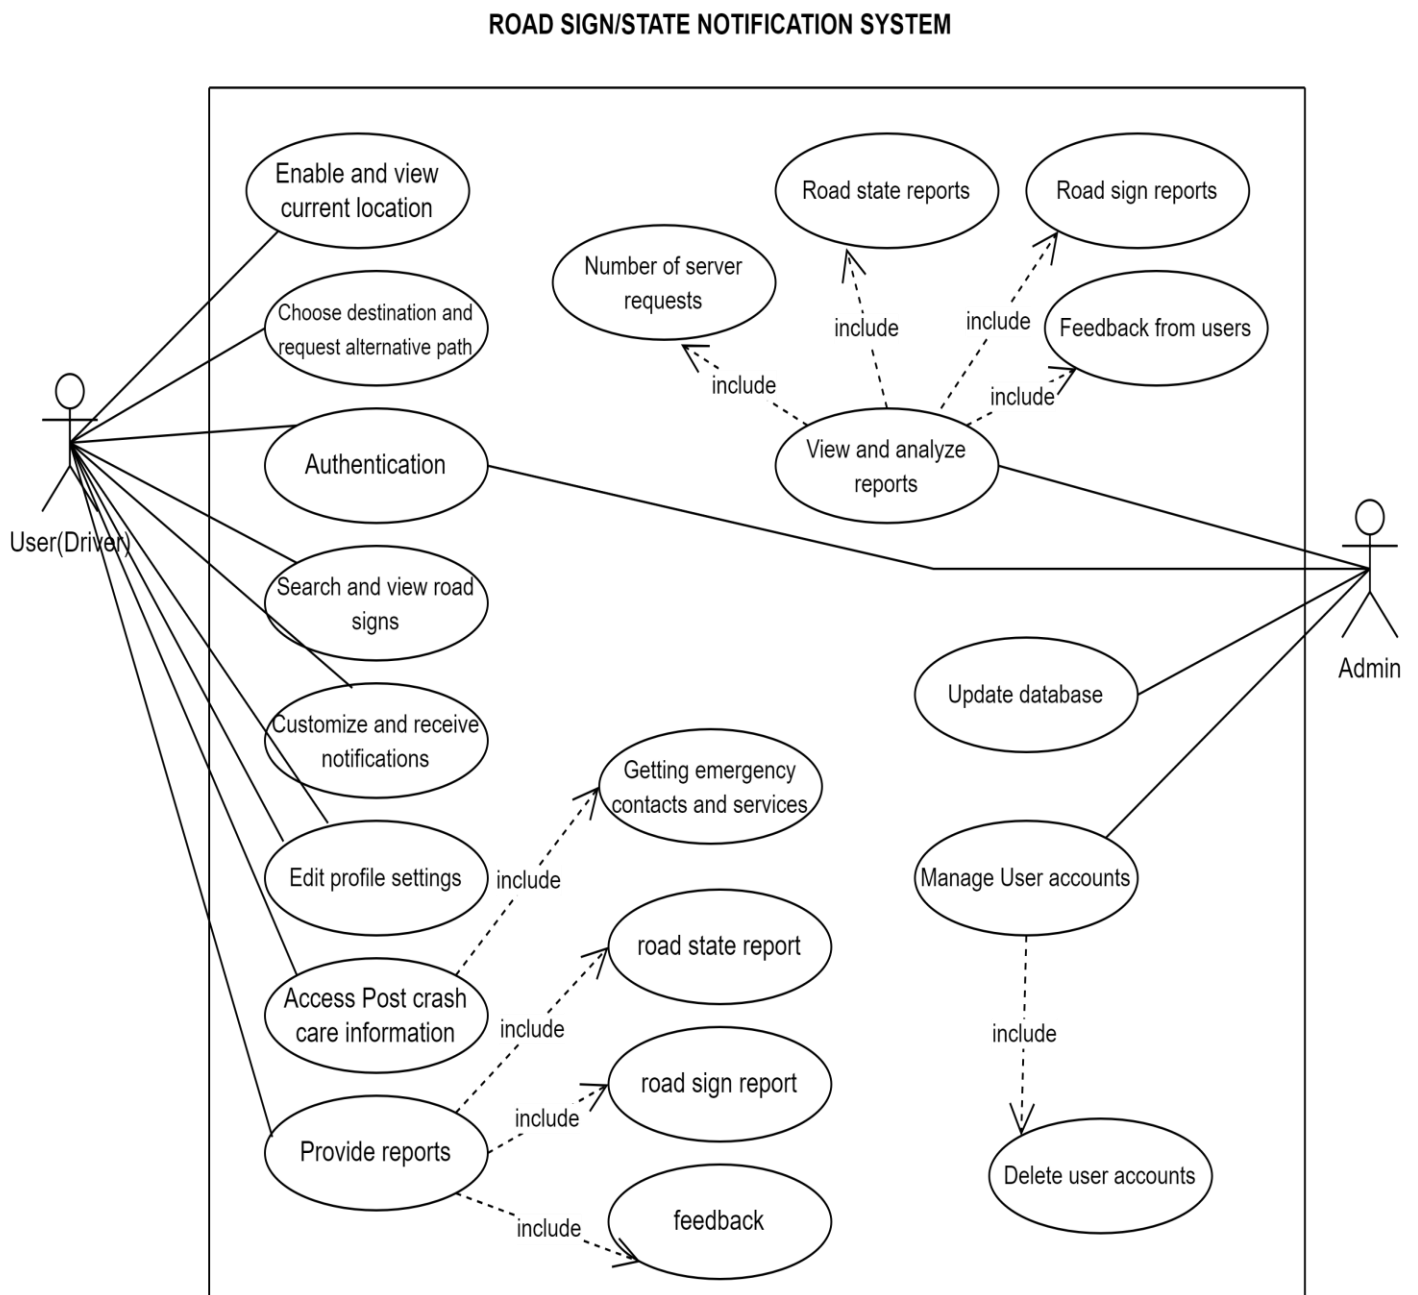 ROAD SIGN/STATE NOTIFICATION SYSTEM
Enable and view
current location
Road state reports
Road sign reports
Number of server
requests
Choose destination and
request alternative path
include
include
Feedback from users
include
include
Authentication
View and analyze
reports
User(Driver)
Search and view road
signs
Admin
Update database
Customize and receive
notifications
Getting emergency
contacts and services
include
Edit profile settings
Manage User accounts
road state report
Access Post crash
care information
include
include
road sign report
include
Provide reports
Delete user accounts
feedback
include